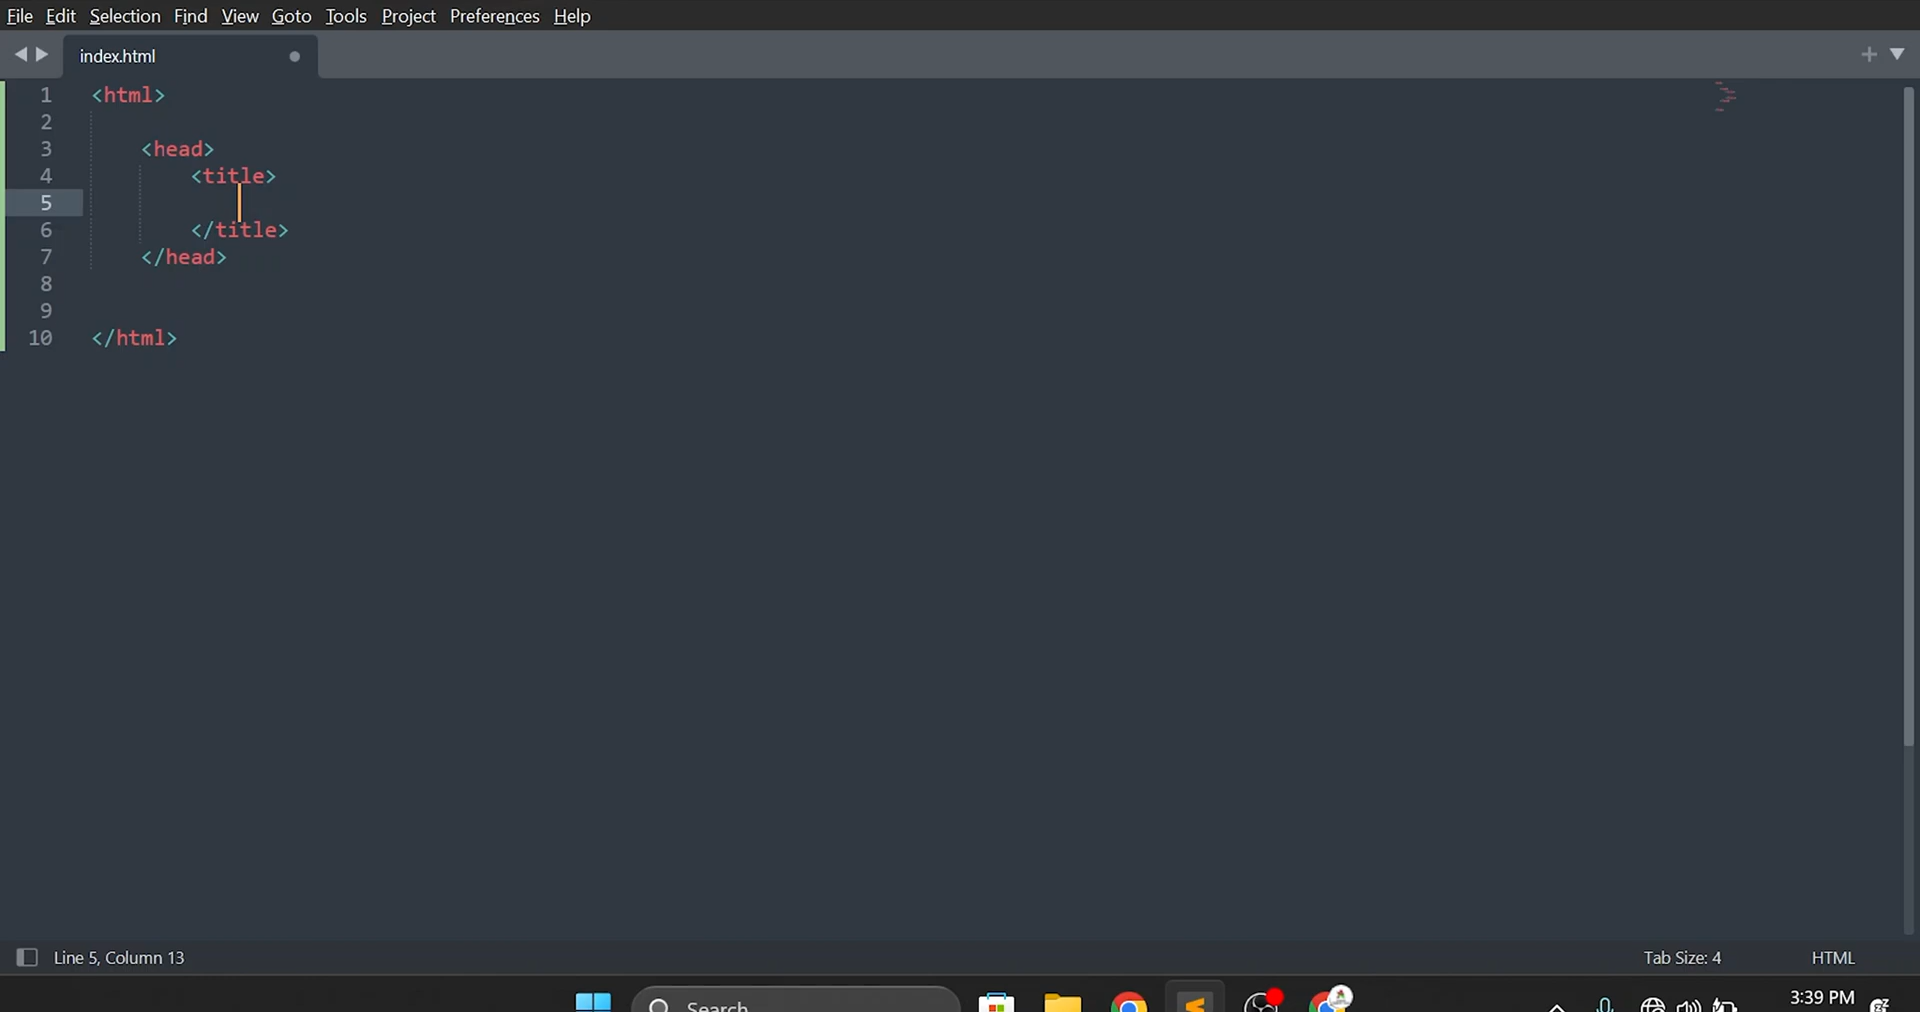 File Edit Selection Find View Goto Tools Project Preferences Help
index.html
1 <html>
2
3 <head>
4 <title>
5
6 </title>
7 </head>
8
9
10 </html>
Line 5, Column 13 Tab Size: 4 HTML
Search 3:39 PM